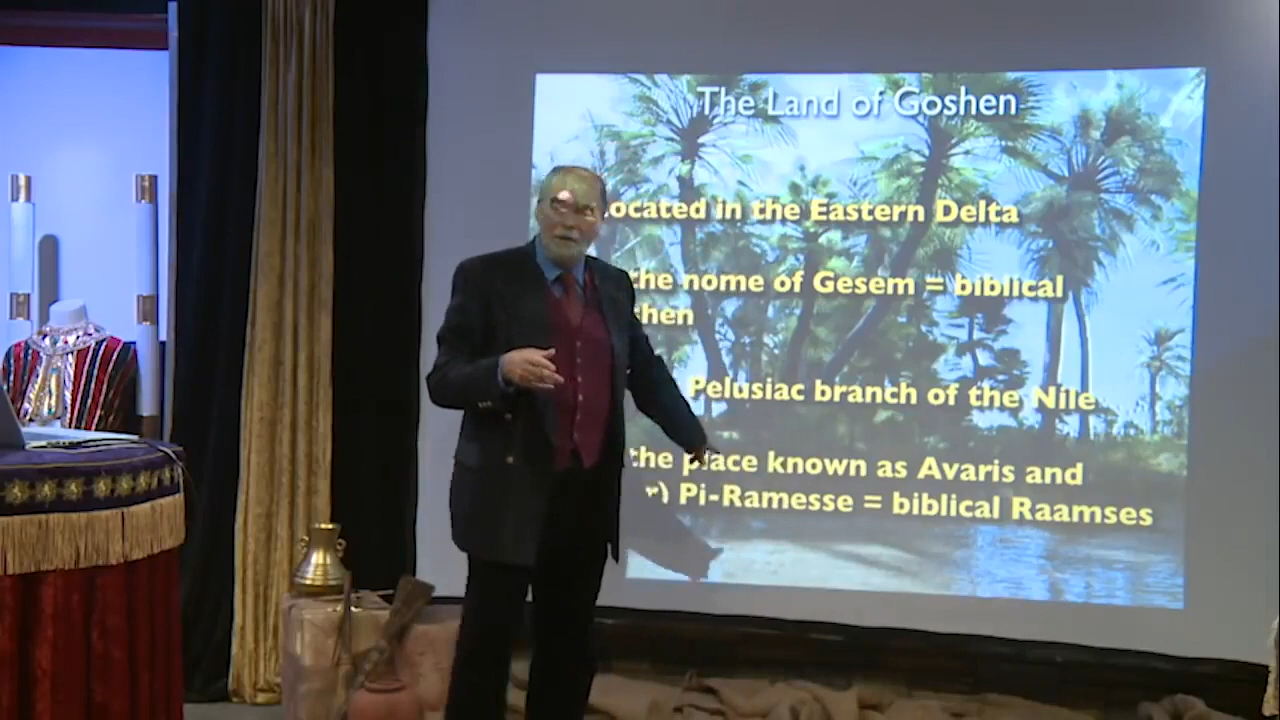 The Land of Goshen
ocated in the Eastern Delta
the nome of Gesem = biblical
shen
Pelusiac branch of the Nile
the place known as Avaris and
r) Pi-Ramesse = biblical Raamses